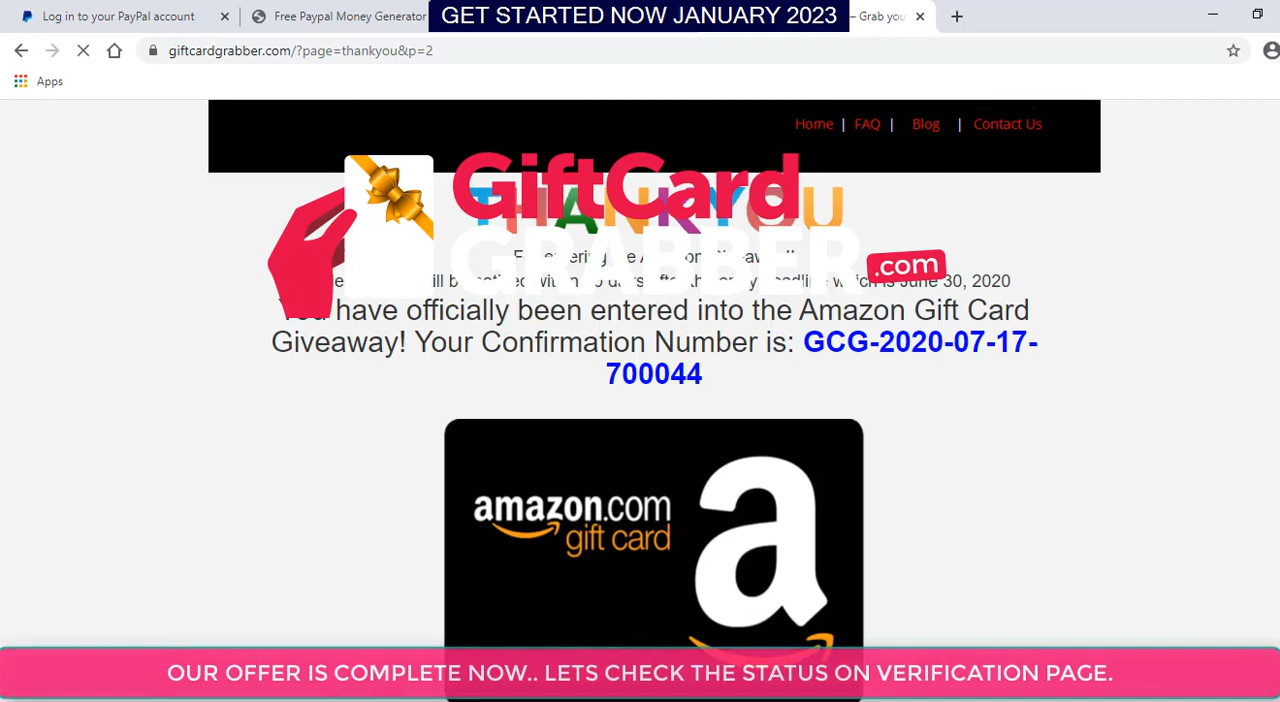 Log in to your PayPal account
Free Paypal Money Generator
GET STARTED NOW JANUARY 2023
– Grab you
giftcardgrabber.com/?page=thankyou&p=2
Apps
Home | FAQ | Blog | Contact Us
GiftCard
THANK YOU
GRABBER
.com
June 30, 2020
have officially been entered into the Amazon Gift Card
Giveaway! Your Confirmation Number is: GCG-2020-07-17-
700044
amazon.com
gift card
a
OUR OFFER IS COMPLETE NOW.. LETS CHECK THE STATUS ON VERIFICATION PAGE.